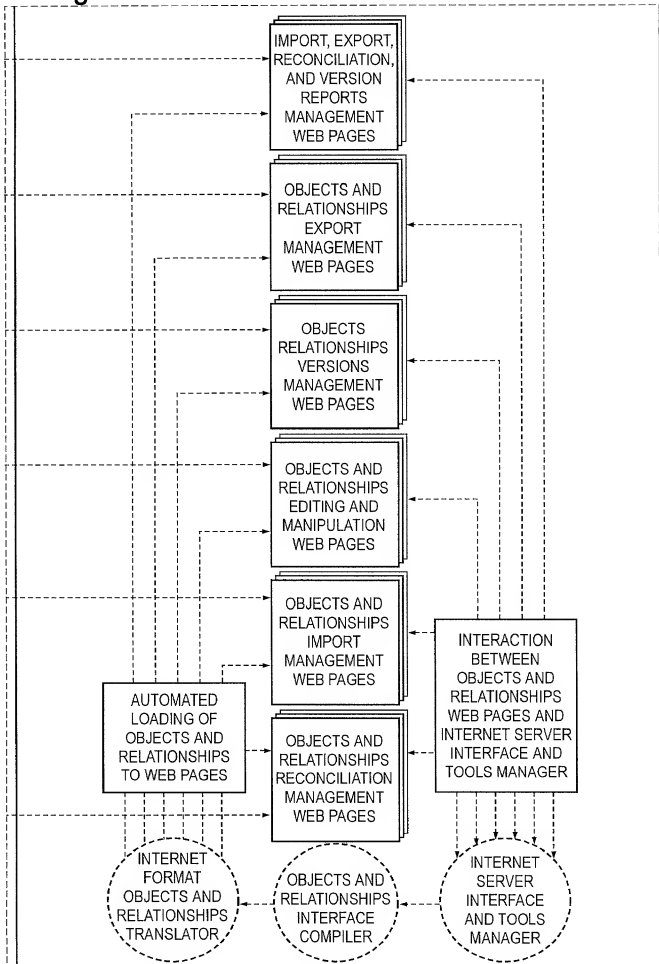 IMPORT, EXPORT,
RECONCILIATION,
AND VERSION
REPORTS
MANAGEMENT
WEB PAGES
OBJECTS AND
RELATIONSHIPS
EXPORT
MANAGEMENT
WEB PAGES
OBJECTS
RELATIONSHIPS
VERSIONS
MANAGEMENT
WEB PAGES
OBJECTS AND
RELATIONSHIPS
EDITING AND
MANIPULATION
WEB PAGES
OBJECTS AND
RELATIONSHIPS
IMPORT
MANAGEMENT
WEB PAGES
INTERACTION
BETWEEN
OBJECTS AND
RELATIONSHIPS
WEB PAGES AND
INTERNET SERVER
INTERFACE AND
TOOLS MANAGER
AUTOMATED
LOADING OF
OBJECTS AND
RELATIONSHIPS
TO WEB PAGES
OBJECTS AND
RELATIONSHIPS
RECONCILIATION
MANAGEMENT
WEB PAGES
INTERNET
FORMAT
OBJECTS AND
RELATIONSHIPS
TRANSLATOR
OBJECTS AND
RELATIONSHIPS
INTERFACE
COMPILER
INTERNET
SERVER
INTERFACE
AND TOOLS
MANAGER